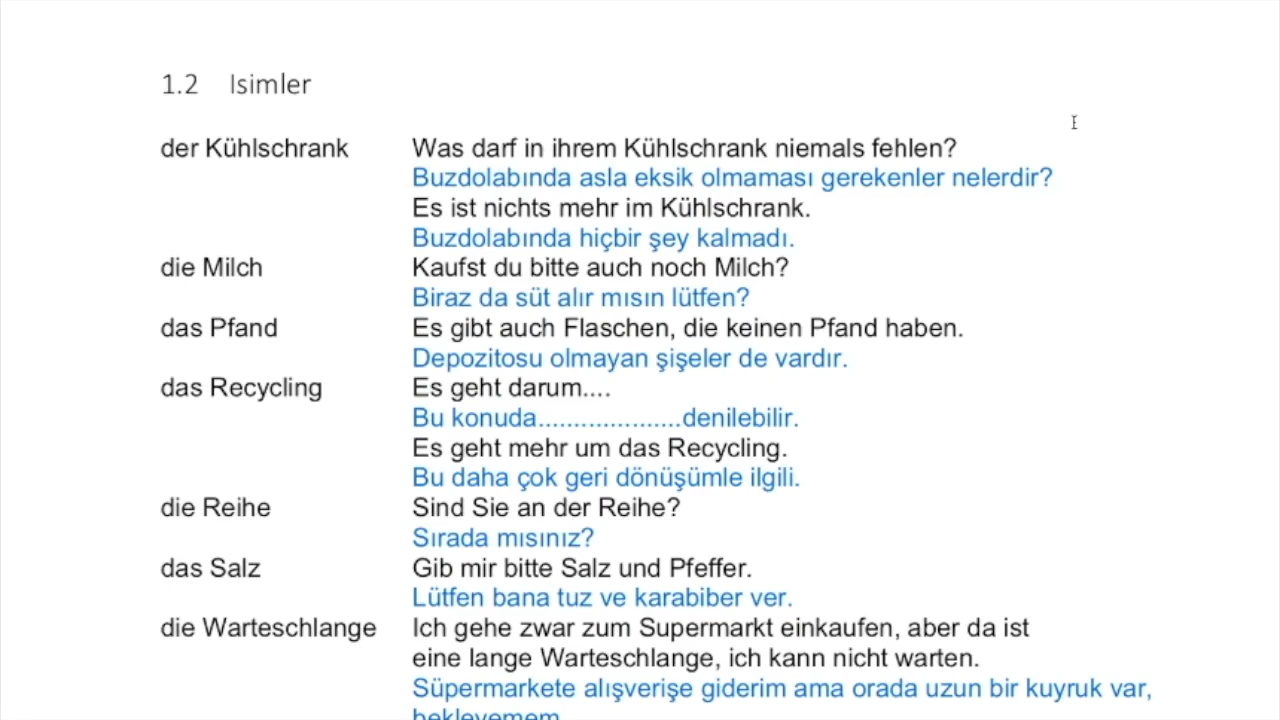 1.2 Isimler
der Kühlschrank Was darf in ihrem Kühlschrank niemals fehlen?
Buzdolabında asla eksik olmaması gerekenler nelerdir?
Es ist nichts mehr im Kühlschrank.
Buzdolabında hiçbir şey kalmadı.
die Milch Kaufst du bitte auch noch Milch?
Biraz da süt alır mısın lütfen?
das Pfand Es gibt auch Flaschen, die keinen Pfand haben.
Depozitosu olmayan şişeler de vardır.
das Recycling Es geht darum....
Bu konuda....................denilebilir.
Es geht mehr um das Recycling.
Bu daha çok geri dönüşümle ilgili.
die Reihe Sind Sie an der Reihe?
Sırada mısınız?
das Salz Gib mir bitte Salz und Pfeffer.
Lütfen bana tuz ve karabiber ver.
die Warteschlange Ich gehe zwar zum Supermarkt einkaufen, aber da ist
eine lange Warteschlange, ich kann nicht warten.
Süpermarkete alışverişe giderim ama orada uzun bir kuyruk var,
bekleyemem